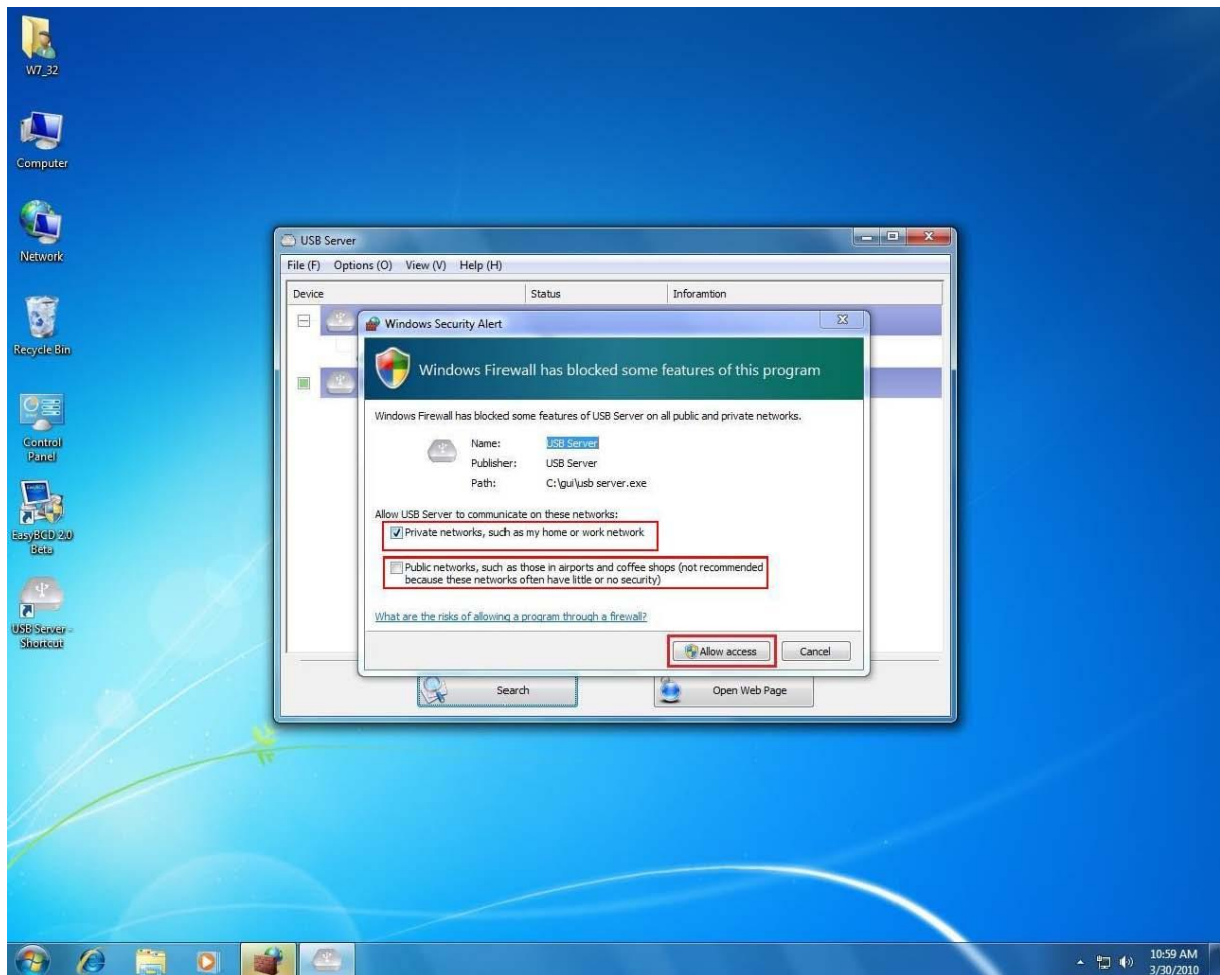 W7_32
Computer
Network
Recycle Bin
Control
Panel
EasyBCD 2.0
Beta
USB Server -
Shortcut
USB Server
File (F) Options (O) View (V) Help (H)
Device Status Inforamtion
Windows Security Alert
Windows Firewall has blocked some features of this program
Windows Firewall has blocked some features of USB Server on all public and private networks.
Name: USB Server
Publisher: USB Server
Path: C:\gui\usb server.exe
Allow USB Server to communicate on these networks:
Private networks, such as my home or work network
Public networks, such as those in airports and coffee shops (not recommended
because these networks often have little or no security)
What are the risks of allowing a program through a firewall?
Allow access Cancel
Search Open Web Page
10:59 AM
3/30/2010